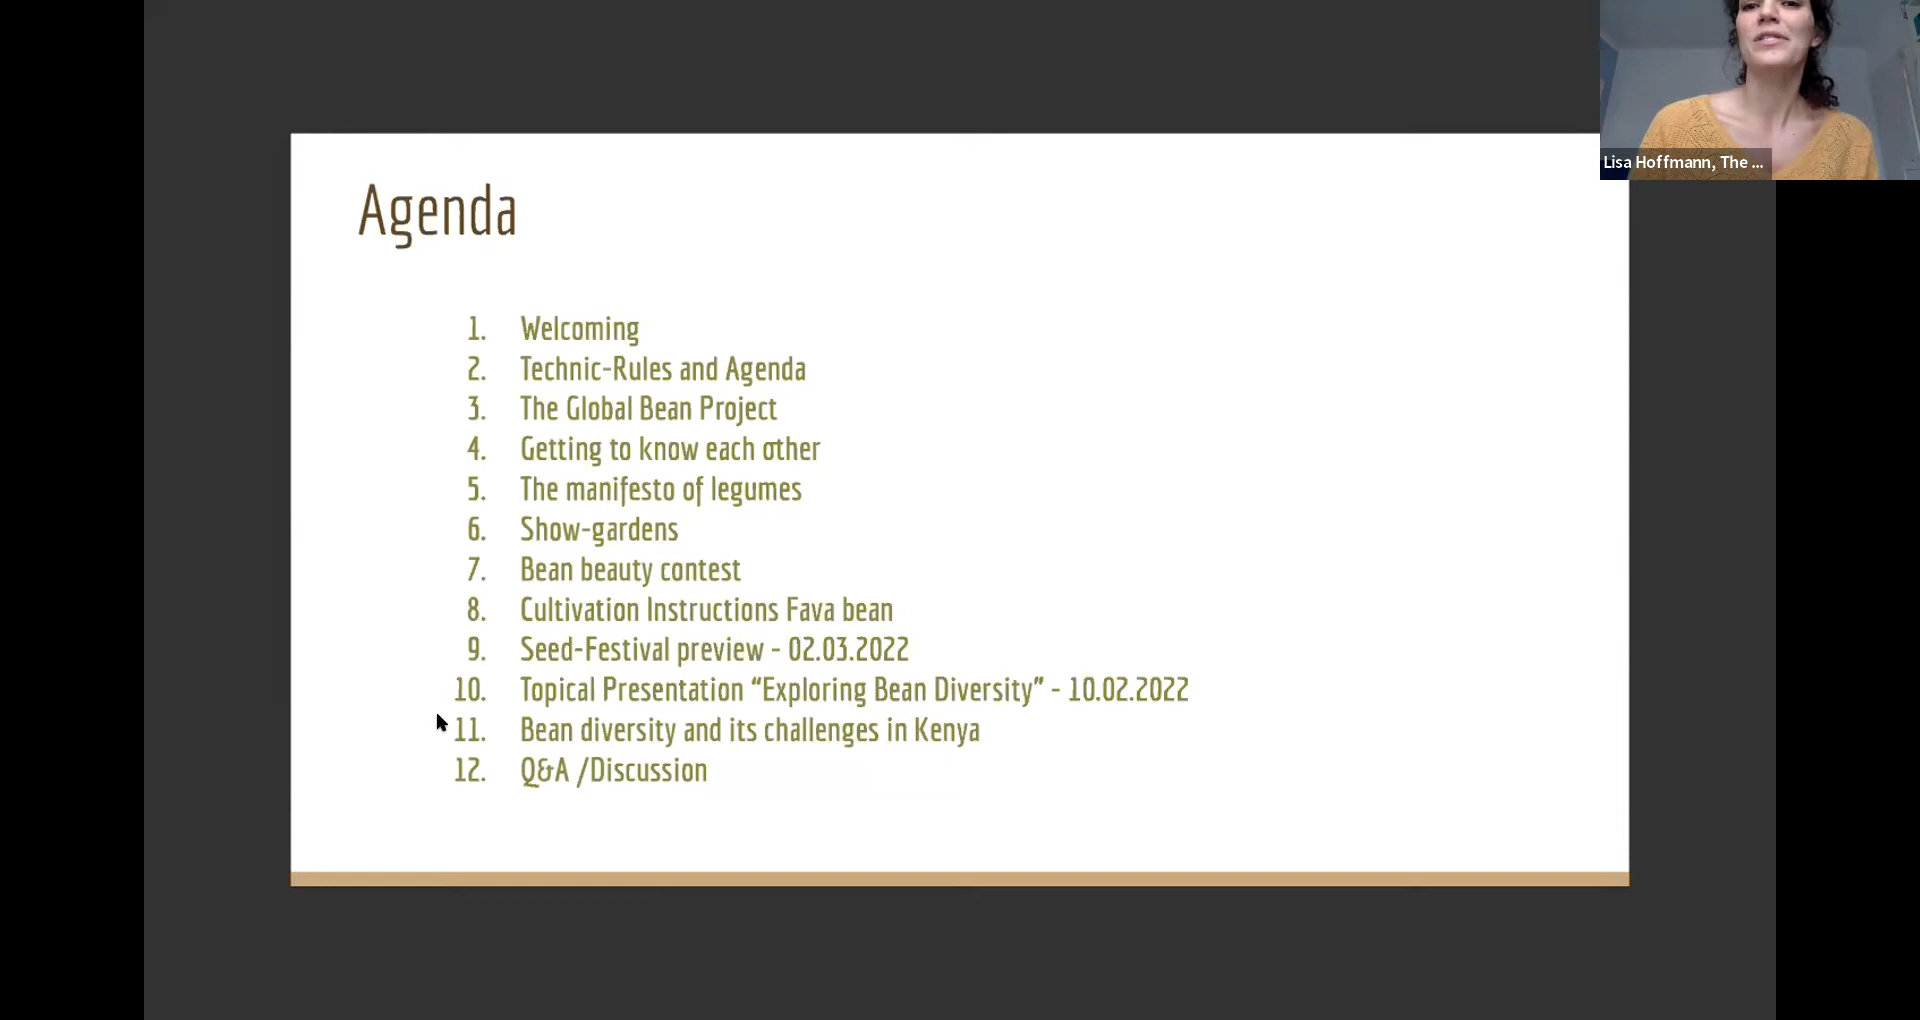 Agenda
1. Welcoming
2. Technic-Rules and Agenda
3. The Global Bean Project
4. Getting to know each other
5. The manifesto of legumes
6. Show-gardens
7. Bean beauty contest
8. Cultivation Instructions Fava bean
9. Seed-Festival preview - 02.03.2022
10. Topical Presentation “Exploring Bean Diversity” - 10.02.2022
11. Bean diversity and its challenges in Kenya
12. Q&A /Discussion
Lisa Hoffmann, The ...